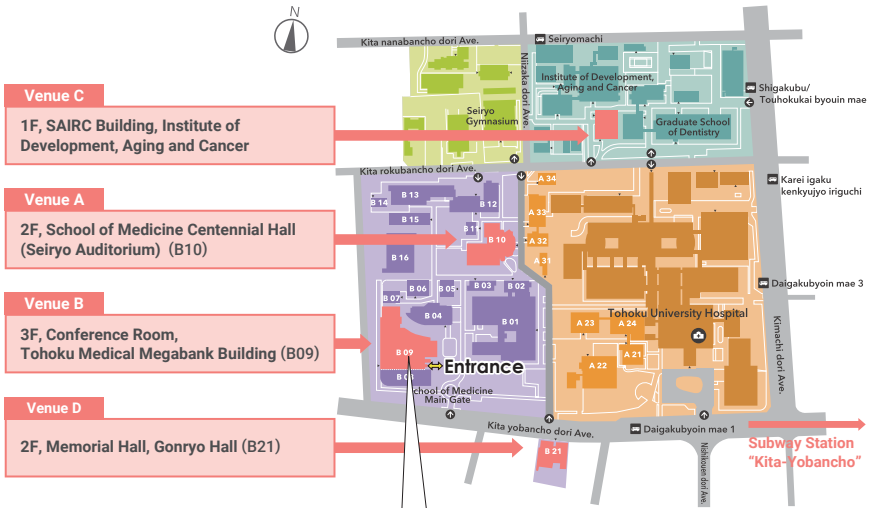 N
Venue C
1F, SAIRC Building, Institute of
Development, Aging and Cancer
Venue A
2F, School of Medicine Centennial Hall
(Seiryo Auditorium) (B10)
Venue B
3F, Conference Room,
Tohoku Medical Megabank Building (B09)
Venue D
2F, Memorial Hall, Gonryo Hall (B21)
Kita nanabancho dori Ave.
Seiryomachi
Niizaka dori Ave.
Institute of Development,
Aging and Cancer
Shigakubu/
Touhokukai byouin mae
Seiryo
Gymnasium
Graduate School
of Dentistry
Kita rokubancho dori Ave.
Karei igaku
kenkyujyo iriguchi
A 34
B 13
B 14
B 12
B 15
A 33
B 11
B 10
A 32
B 16
A 31
Daigakubyoin mae 3
B 06
B 05
B 03
B 02
B 07
B 04
B 01
Tohoku University Hospital
A 23
A 24
Kimachi dori Ave.
B 09
A 21
Entrance
A 22
chool of Medicine
Main Gate
Kita yobancho dori Ave.
Daigakubyoin mae 1
B 21
Nishikouen dori Ave.
Subway Station
“Kita-Yobancho”